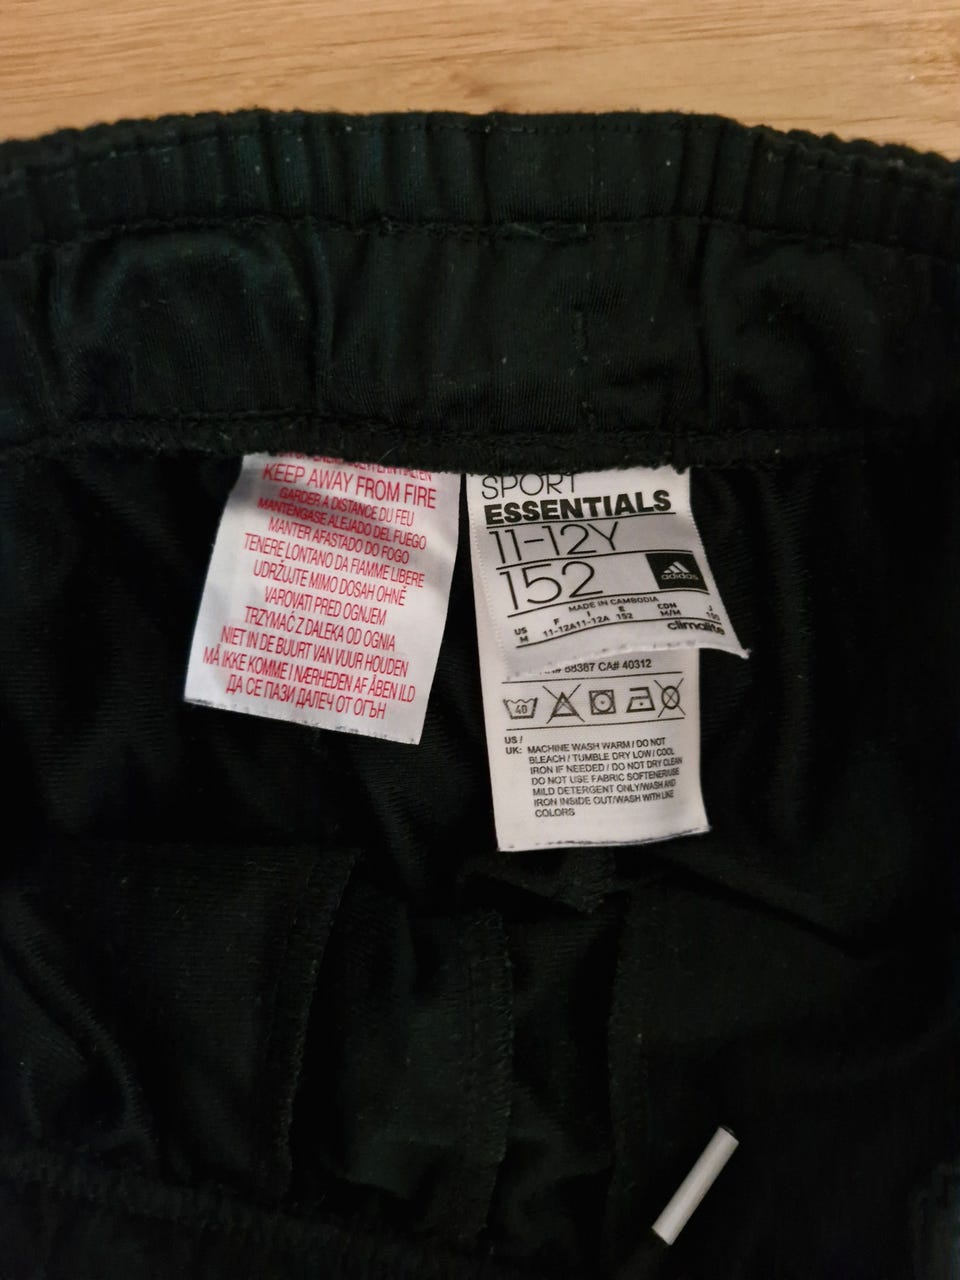 KEEP AWAY FROM FIRE
GARDER A DISTANCE DU FEU
MANTENGASE ALEJADO DEL FUEGO
MANTER AFASTADO DO FOGO
TENERE LONTANO DA FIAMME LIBERE
UDRŽUJTE MIMO DOSAH OHNĚ
VAROVATI PRED OGNJEM
TRZYMAĆ Z DALEKA OD OGNIA
NIET IN DE BUURT VAN VUUR HOUDEN
MÅ IKKE KOMME I NÆRHEDEN AF ÅBEN ILD
ДА СЕ ПАЗИ ДАЛЕЧ ОТ ОГЪН
SPORT
ESSENTIALS
11-12Y
152
adidas
MADE IN CAMBODIA
US F I E CDN J
M 11-12A 11-12A 152 M/M
climalite
88387 CA# 40312
40
US /
UK: MACHINE WASH WARM / DO NOT
BLEACH / TUMBLE DRY LOW / COOL
IRON IF NEEDED / DO NOT DRY CLEAN
DO NOT USE FABRIC SOFTENER/USE
MILD DETERGENT ONLY/WASH AND
IRON INSIDE OUT/WASH WITH LIKE
COLORS